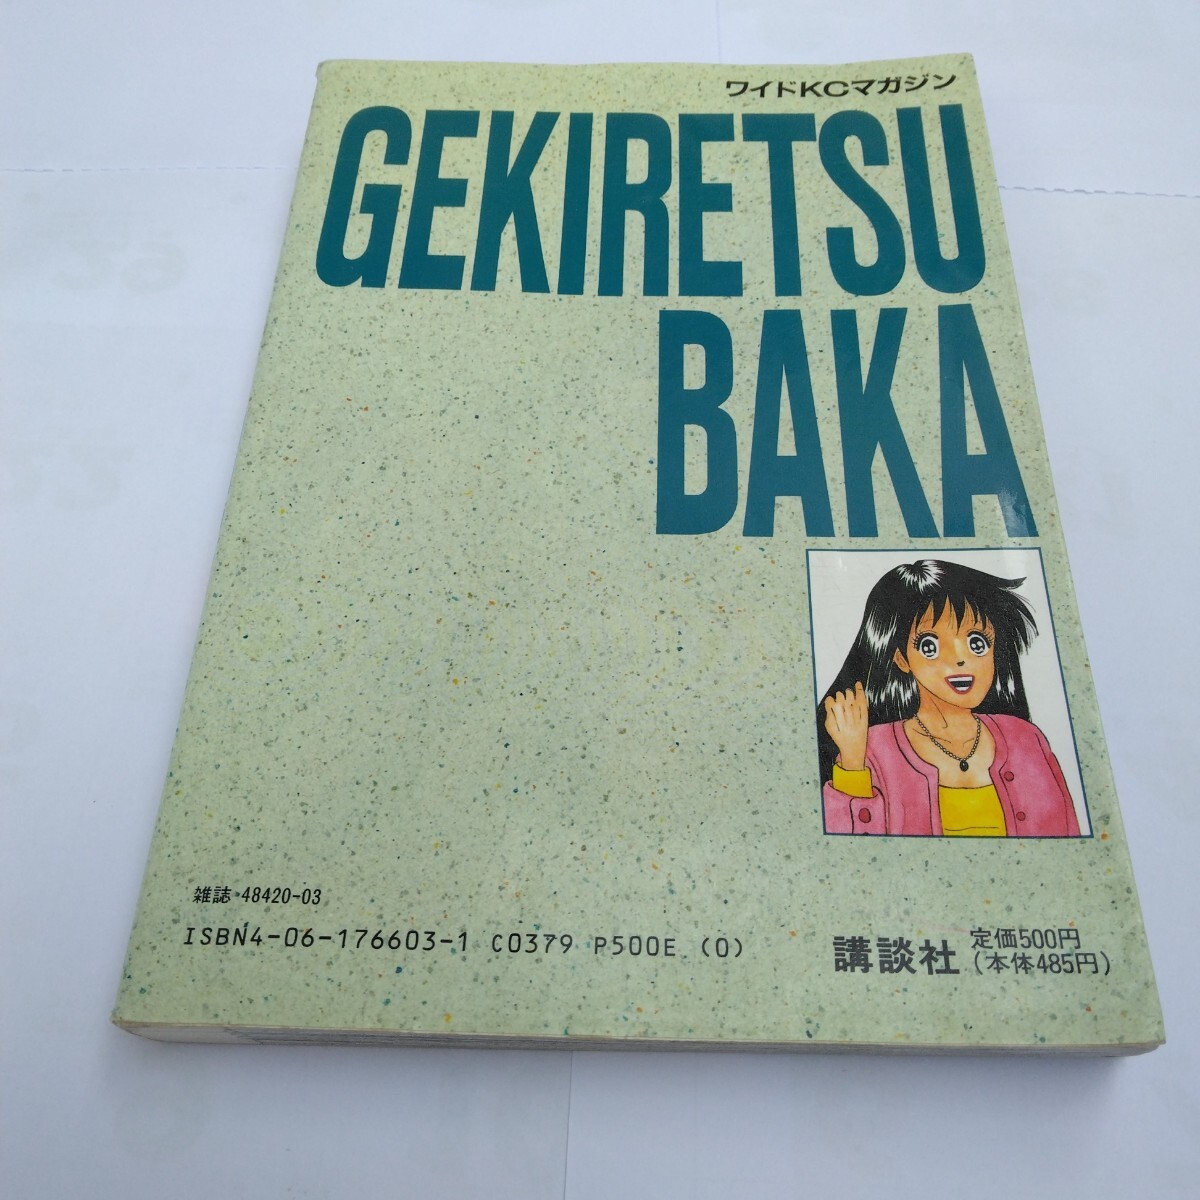 ワイドKCマガジン
GEKIRETSU
BAKA
雑誌・48420-03
ISBN4-06-176603-1 C0379 P500E (0)
講談社
定価500円
(本体485円)